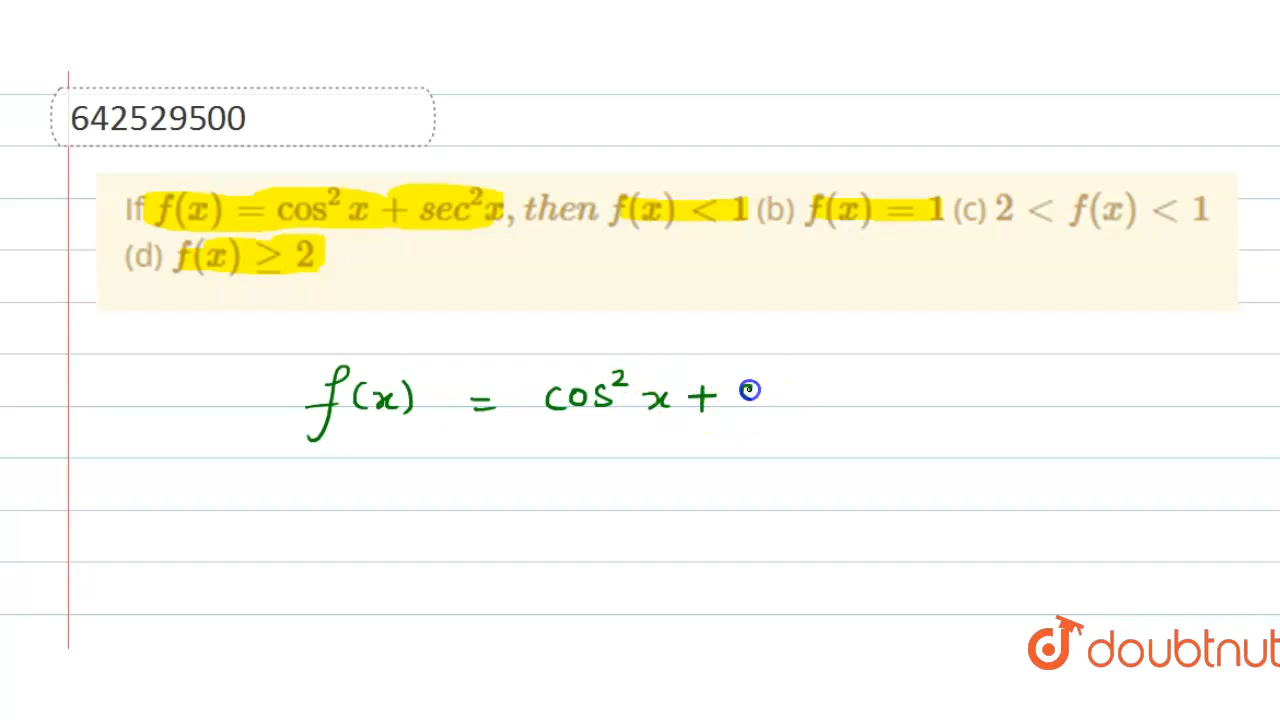 642529500
If f(x) = cos² x + sec²x, then f(x) < 1 (b) f(x) = 1 (c) 2 < f(x) < 1
(d) f(x) ≥ 2
f(x) = cos² x +
doubtnut